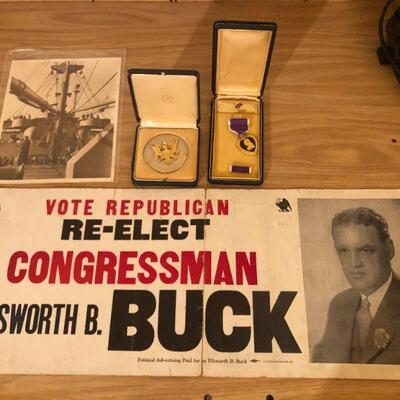 VOTE REPUBLICAN
RE-ELECT
CONGRESSMAN
SWORTH B. BUCK
Political Advertising Paid for by Ellsworth B. Buck